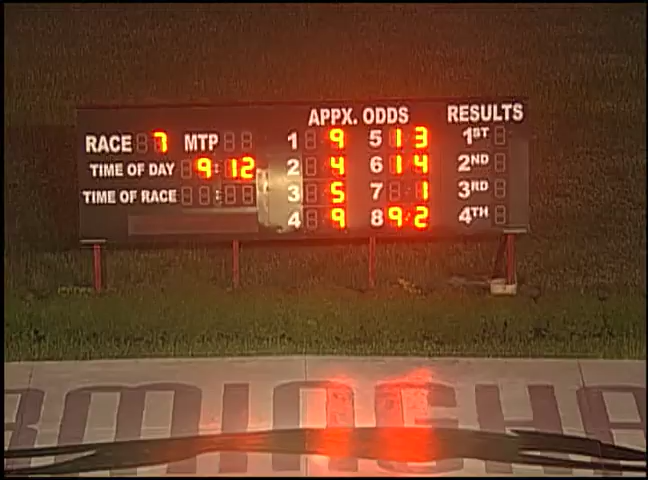 APPX. ODDS RESULTS
RACE 7 MTP 1 9 5 13 1ST
TIME OF DAY 9:12 2 4 6 14 2ND
TIME OF RACE 3 5 7 1 3RD
4 9 8 9-2 4TH